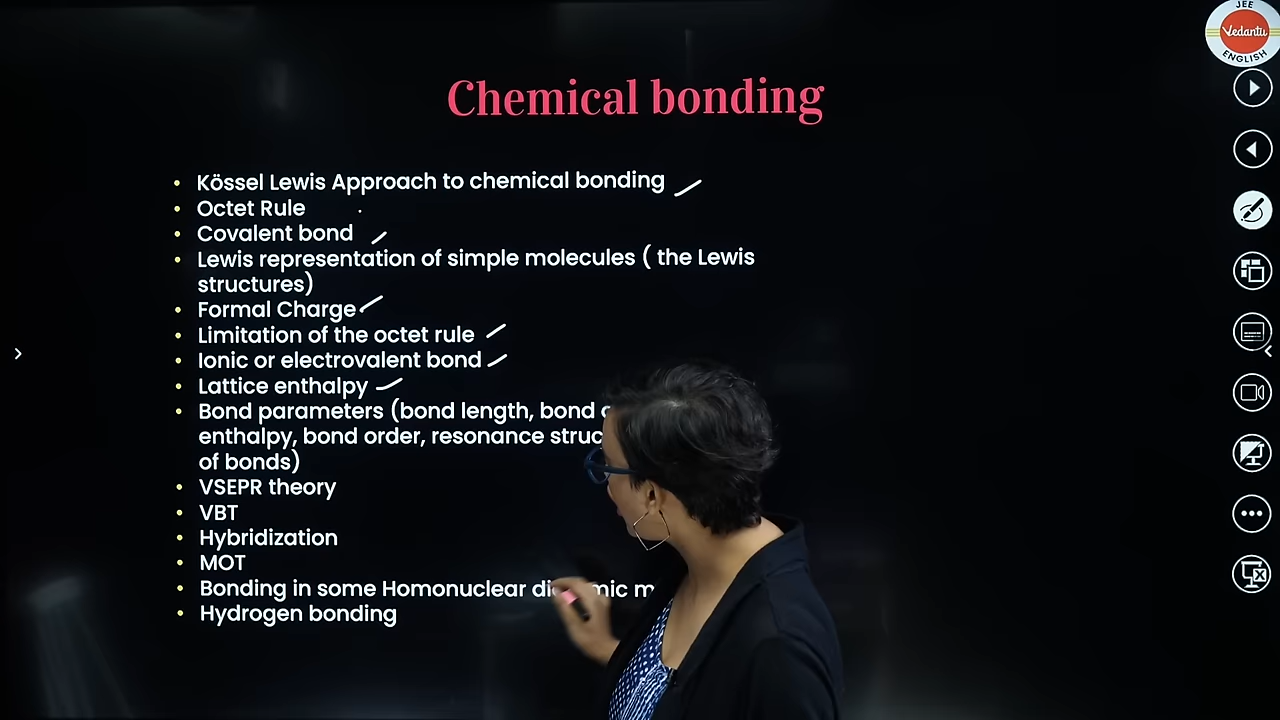 JEE
Vedantu
ENGLISH
Chemical bonding
• Kössel Lewis Approach to chemical bonding
• Octet Rule
• Covalent bond
• Lewis representation of simple molecules ( the Lewis
structures)
• Formal Charge
• Limitation of the octet rule
• Ionic or electrovalent bond
• Lattice enthalpy
• Bond parameters (bond length, bond
enthalpy, bond order, resonance
of bonds)
• VSEPR theory
• VBT
• Hybridization
• MOT
• Bonding in some Homonuclear
• Hydrogen bonding